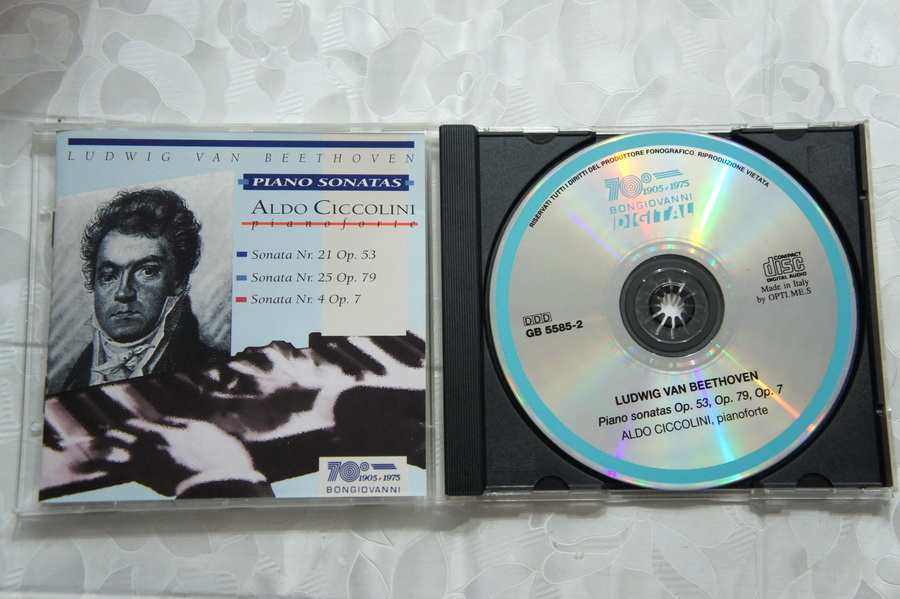 LUDWIG VAN BEETHOVEN
PIANO SONATAS
ALDO CICCOLINI
pianoforte
Sonata Nr. 21 Op. 53
Sonata Nr. 25 Op. 79
Sonata Nr. 4 Op. 7
70° 1905•1975
BONGIOVANNI
RISERVATI TUTTI I DIRITTI DEL PRODUTTORE FONOGRAFICO. RIPRODUZIONE VIETATA
70° 1905•1975
BONGIOVANNI
DIGITAL
COMPACT
disc
DIGITAL AUDIO
Made in Italy
by OPTI.ME.S
DDD
GB 5585-2
LUDWIG VAN BEETHOVEN
Piano sonatas Op. 53, Op. 79, Op. 7
ALDO CICCOLINI, pianoforte